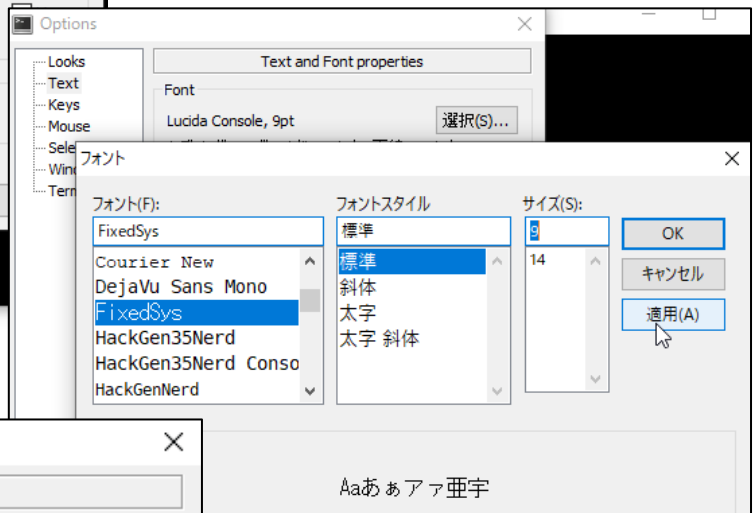 Options
Looks
Text
Keys
Mouse
Text and Font properties
Font
Lucida Console, 9pt
選択(S)...
フォント
フォント(F):
FixedSys
Courier New
DejaVu Sans Mono
FixedSys
HackGen35Nerd
HackGen35Nerd Conso
HackGenNerd
フォントスタイル
標準
標準
斜体
太字
太字 斜体
サイズ(S):
9
14
OK
キャンセル
適用(A)
Aaあぁアァ亜宇